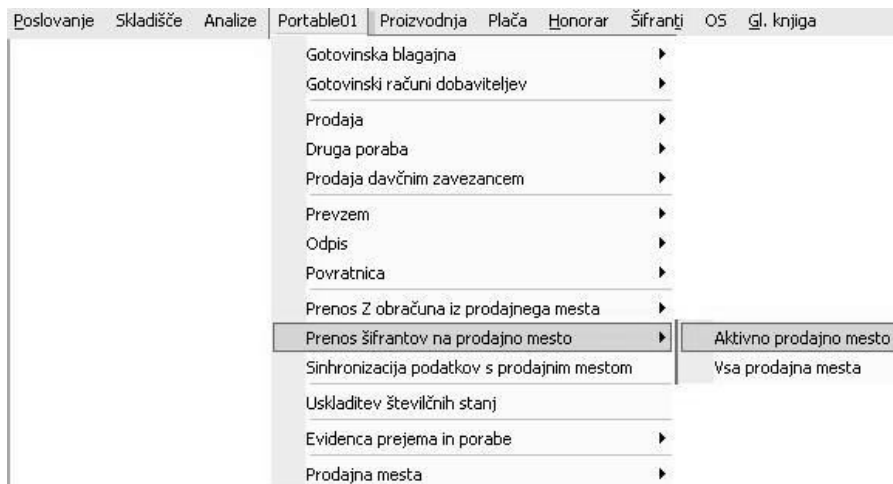 Poslovanje Skladišče Analize Portable01 Proizvodnja Plača Honorar Šifranti OS Gl. knjiga
Gotovinska blagajna
Gotovinski računi dobaviteljev
Prodaja
Druga poraba
Prodaja davčnim zavezancem
Prevzem
Odpis
Povratnica
Prenos Z obračuna iz prodajnega mesta
Prenos šifrantov na prodajno mesto Aktivno prodajno mesto
Sinhronizacija podatkov s prodajnim mestom Vsa prodajna mesta
Uskladitev številčnih stanj
Evidenca prejema in porabe
Prodajna mesta